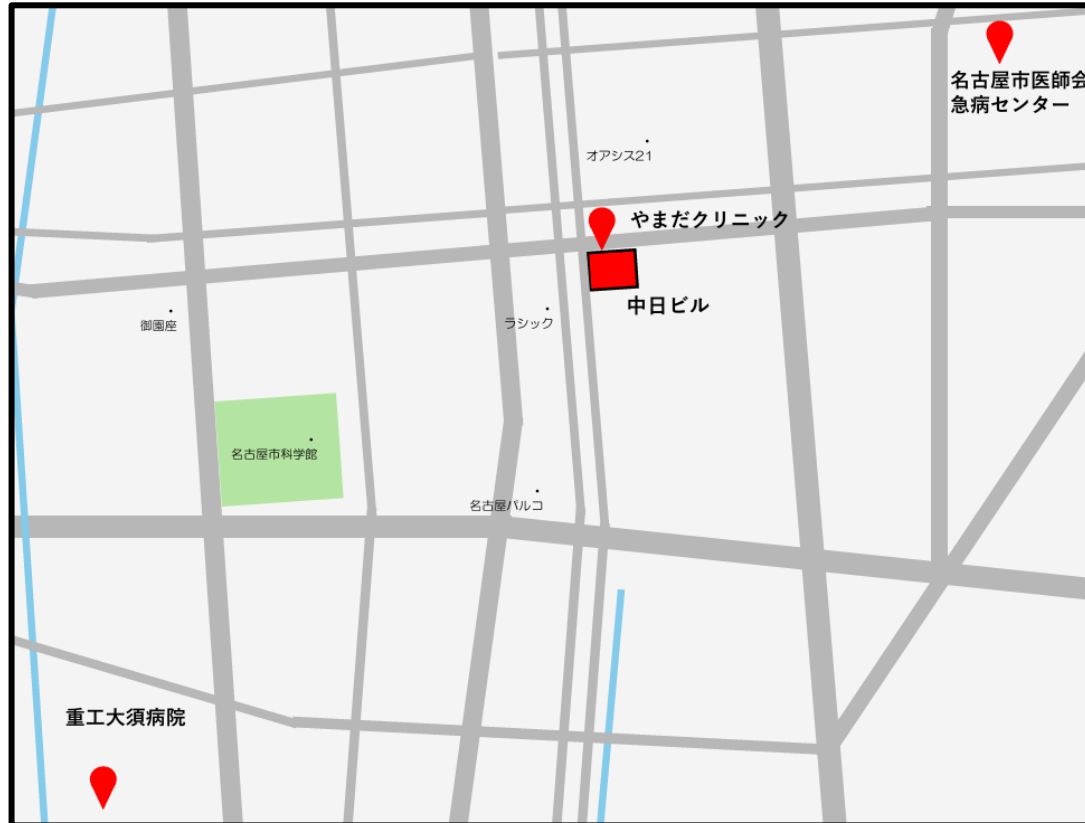 名古屋市医師会
急病センター
オアシス21
やまだクリニック
中日ビル
御園座
ラシック
名古屋市科学館
名古屋パルコ
重工大須病院